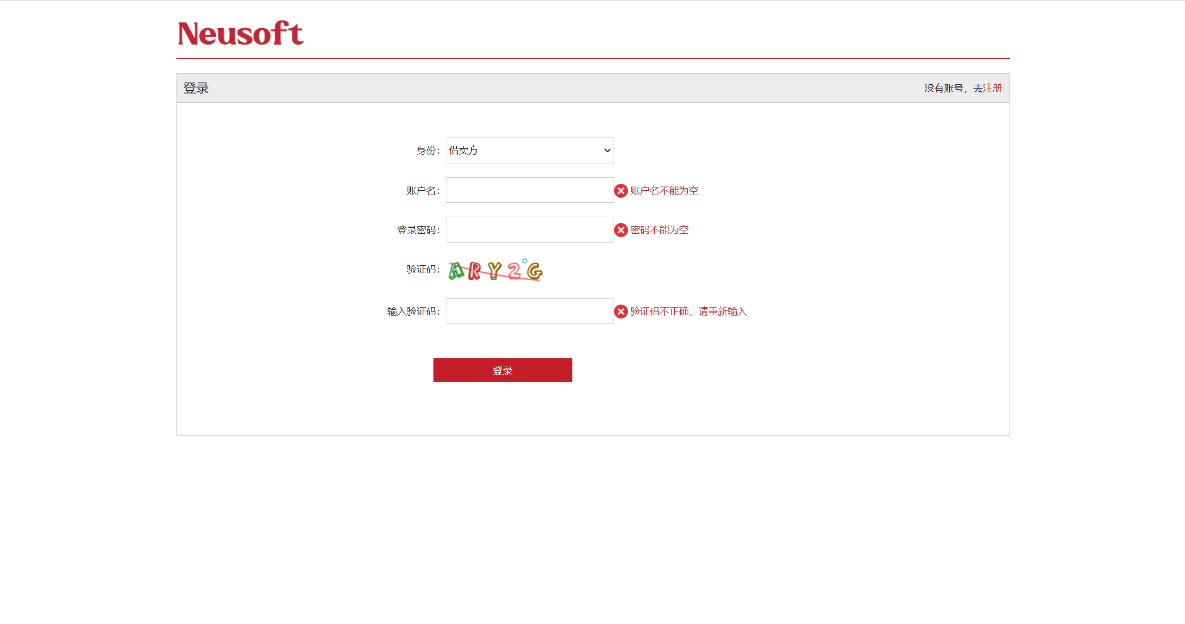 Neusoft
登录
没有账号，去注册
身份：
借卖方
账户名：
账户名不能为空
登录密码：
密码不能为空
验证码：
ARY2G
输入验证码：
验证码不正确，请重新输入
登录